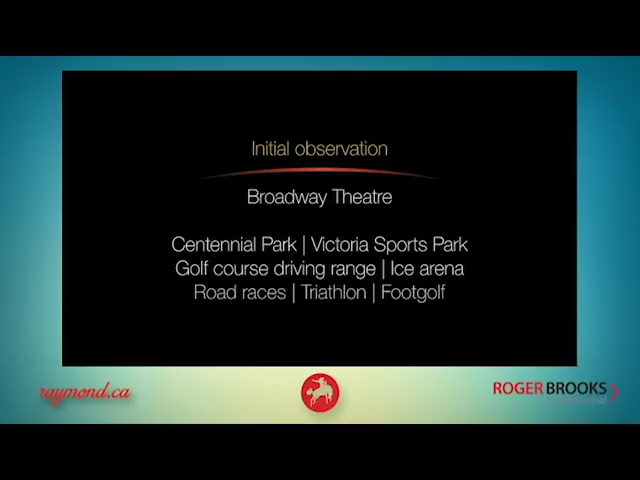 Initial observation
Broadway Theatre
Centennial Park | Victoria Sports Park
Golf course driving range | Ice arena
Road races | Triathlon | Footgolf
raymond.ca
ROGER BROOKS